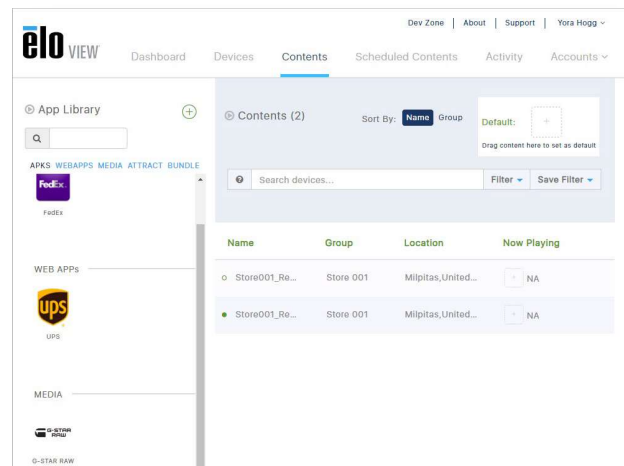 Dev Zone | About | Support | Yora Hogg
elo VIEW
Dashboard Devices Contents Scheduled Contents Activity Accounts
App Library
Contents (2)
Sort By: Name Group
Default:
Drag content here to set as default
APKS WEBAPPS MEDIA ATTRACT BUNDLE
Search devices...
Filter
Save Filter
FedEx.
FedEx
Name Group Location Now Playing
WEB APPs
Store001_Re... Store 001 Milpitas,United... NA
ups
Store001_Re... Store 001 Milpitas,United... NA
UPS
MEDIA
G-STAR RAW
G-STAR RAW